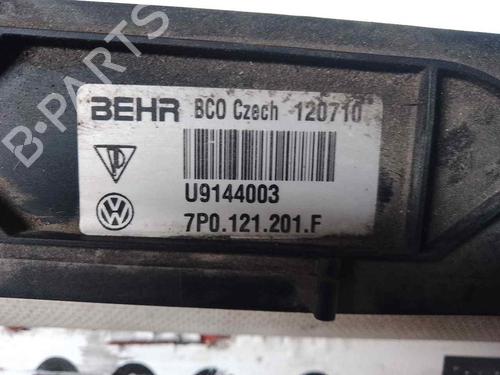 B-PARTS
BEHR BCO Czech 120710
U9144003
7P0.121.201.F